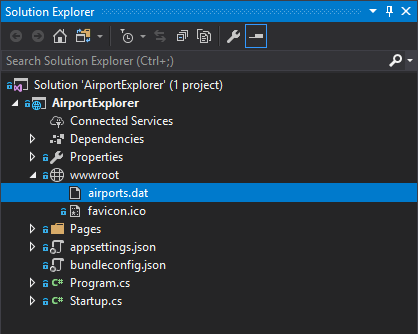 Solution Explorer
Search Solution Explorer (Ctrl+;)
Solution 'AirportExplorer' (1 project)
AirportExplorer
Connected Services
Dependencies
Properties
wwwroot
airports.dat
favicon.ico
Pages
appsettings.json
bundleconfig.json
C# Program.cs
C# Startup.cs